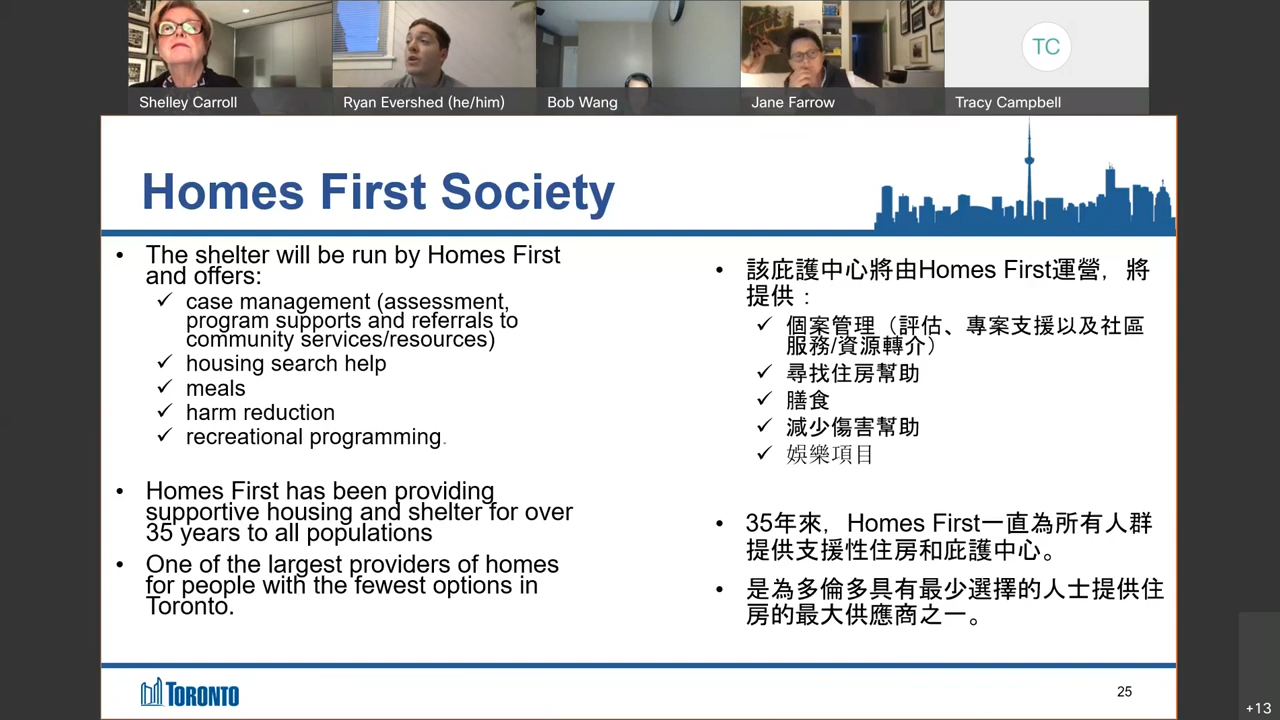 Shelley Carroll
Ryan Evershed (he/him)
Bob Wang
Jane Farrow
TC
Tracy Campbell
Homes First Society
• The shelter will be run by Homes First
and offers:
✓ case management (assessment,
program supports and referrals to
community services/resources)
✓ housing search help
✓ meals
✓ harm reduction
✓ recreational programming.
• Homes First has been providing
supportive housing and shelter for over
35 years to all populations
• One of the largest providers of homes
for people with the fewest options in
Toronto.
• 該庇護中心將由Homes First運營，將
提供：
✓ 個案管理（評估、專案支援以及社區
服務/資源轉介）
✓ 尋找住房幫助
✓ 膳食
✓ 減少傷害幫助
✓ 娛樂項目
• 35年來，Homes First一直為所有人群
提供支援性住房和庇護中心。
• 是為多倫多具有最少選擇的人士提供住
房的最大供應商之一。
TORONTO
25
+13